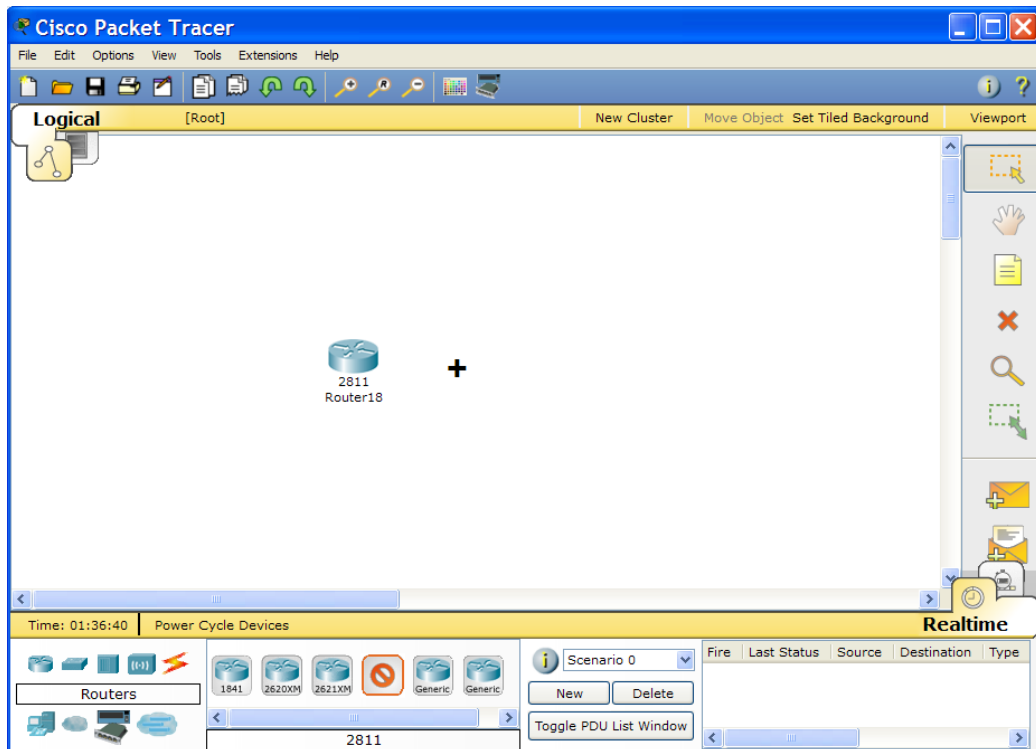 Cisco Packet Tracer
File Edit Options View Tools Extensions Help
Logical [Root] New Cluster Move Object Set Tiled Background Viewport
2811
Router18
Time: 01:36:40 Power Cycle Devices Realtime
Routers
1841 2620XM 2621XM Generic Generic
2811
Scenario 0
New Delete
Toggle PDU List Window
Fire Last Status Source Destination Type